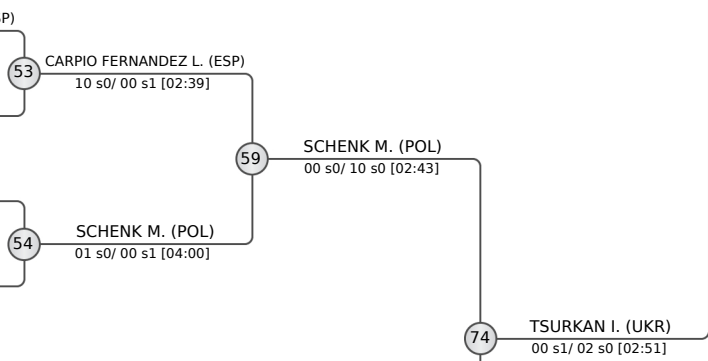 P)
53
CARPIO FERNANDEZ L. (ESP)
10 s0/ 00 s1 [02:39]
59
SCHENK M. (POL)
00 s0/ 10 s0 [02:43]
54
SCHENK M. (POL)
01 s0/ 00 s1 [04:00]
74
TSURKAN I. (UKR)
00 s1/ 02 s0 [02:51]